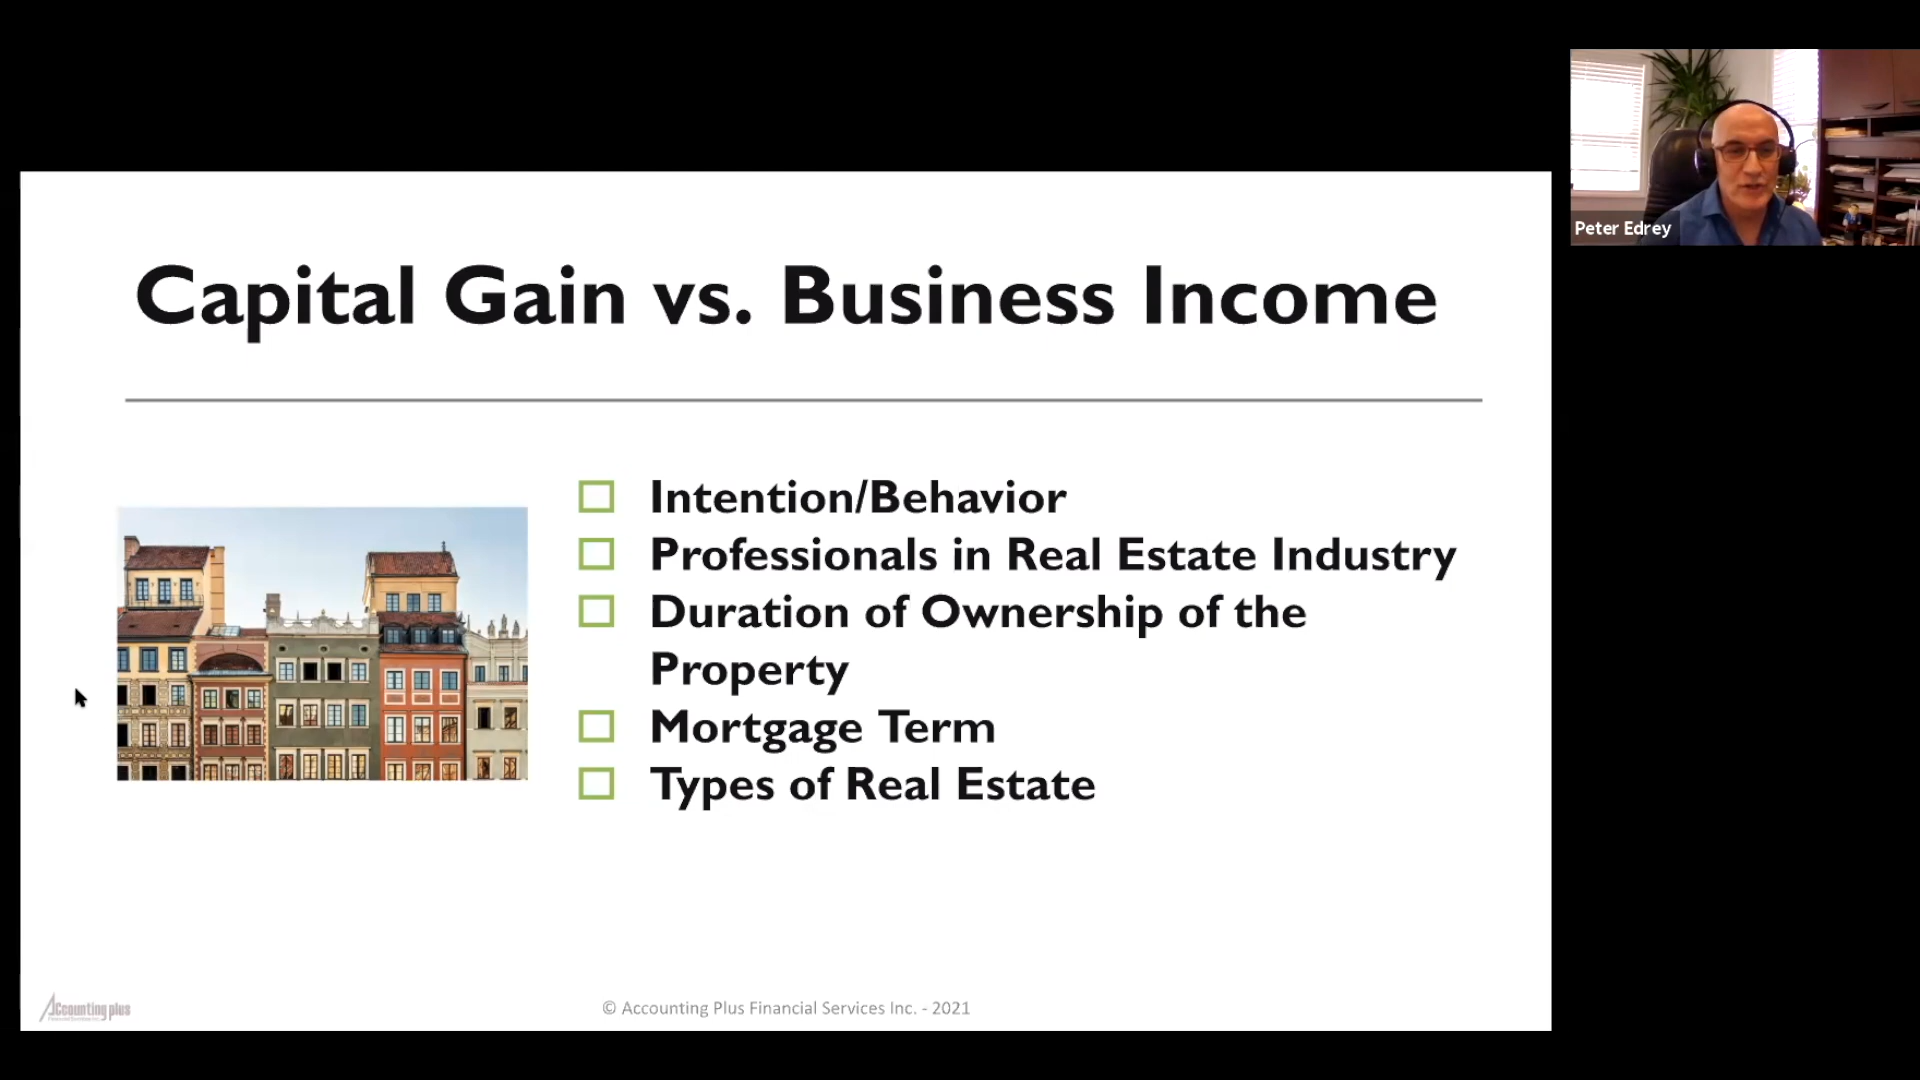 Peter Edrey
Capital Gain vs. Business Income
Intention/Behavior
Professionals in Real Estate Industry
Duration of Ownership of the
Property
Mortgage Term
Types of Real Estate
Accounting plus
© Accounting Plus Financial Services Inc. - 2021